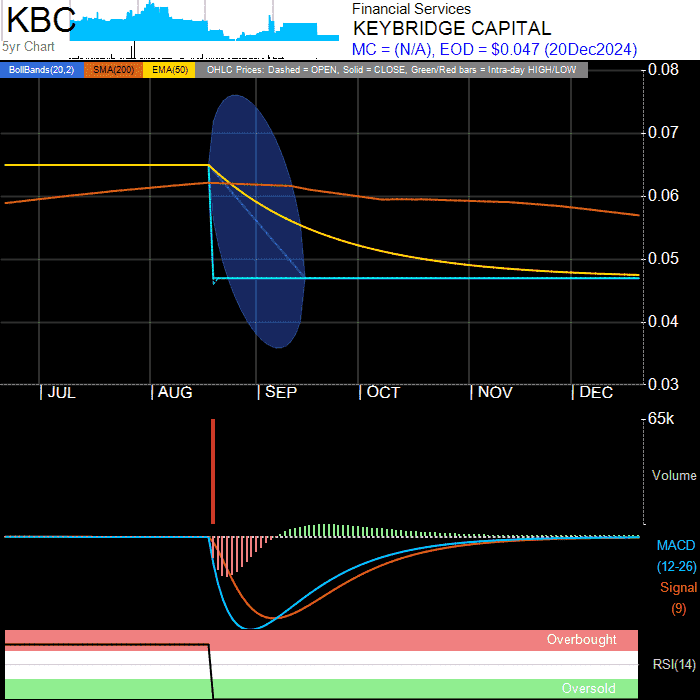 KBC
5yr Chart
Financial Services
KEYBRIDGE CAPITAL
MC = (N/A), EOD = $0.047 (20Dec2024)
BollBands(20,2) SMA(200) EMA(50) OHLC Prices: Dashed = OPEN, Solid = CLOSE, Green/Red bars = Intra-day HIGH/LOW
0.08
0.07
0.06
0.05
0.04
0.03
JUL AUG SEP OCT NOV DEC
65k
Volume
MACD
(12-26)
Signal
(9)
Overbought
RSI(14)
Oversold